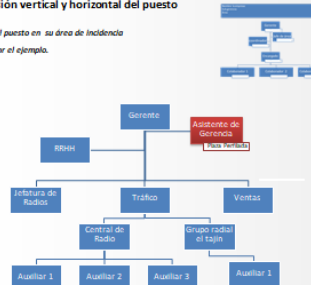 ión vertical y horizontal del puesto
l puesto en su área de incidencia
ar el ejemplo.
Gerente
Asistente de
Gerencia
Plaza Perfilada
RRHH
Jefatura de
Radios
Tráfico
Ventas
Central de
Radio
Grupo radial
el tajín
Auxiliar 1
Auxiliar 2
Auxiliar 3
Auxiliar 1